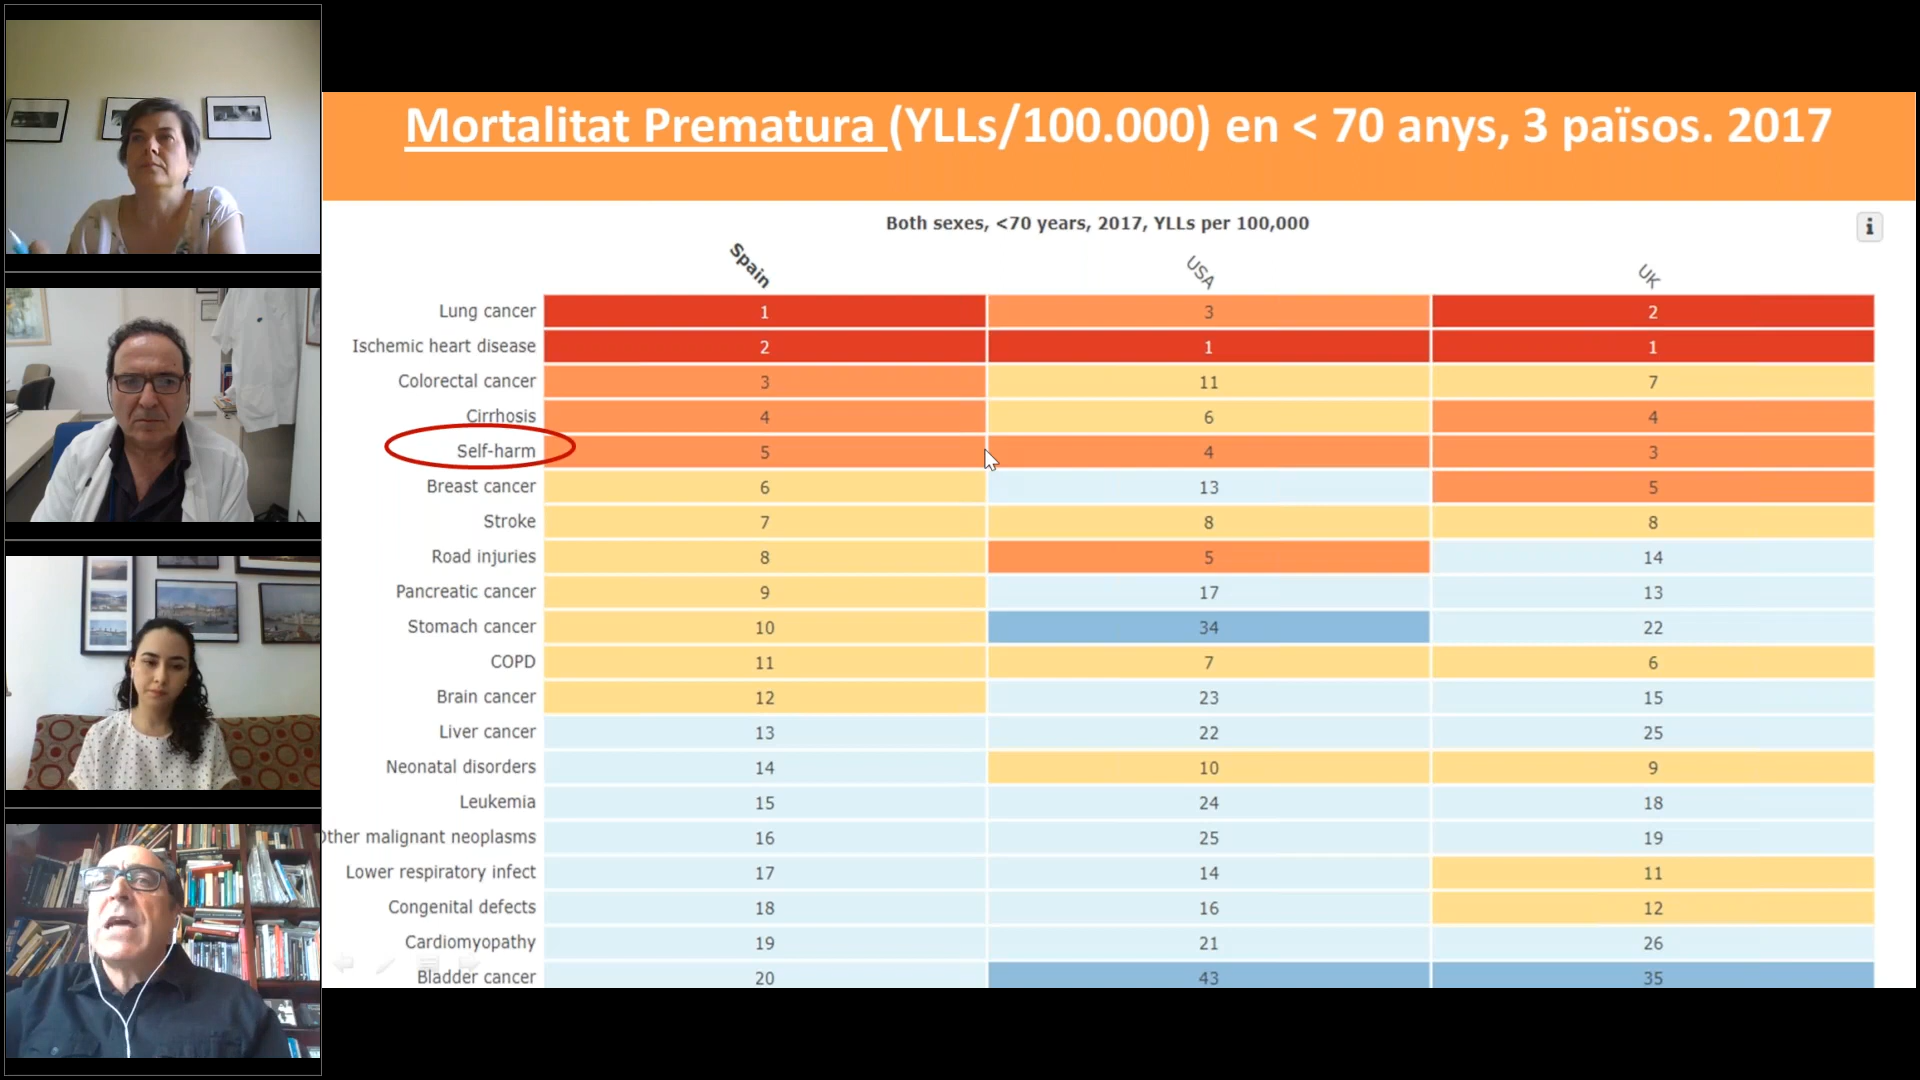 Mortalitat Prematura (YLLs/100.000) en < 70 anys, 3 països. 2017
Both sexes, <70 years, 2017, YLLs per 100,000
i
Spain USA UK
Lung cancer 1 3 2
Ischemic heart disease 2 1 1
Colorectal cancer 3 11 7
Cirrhosis 4 6 4
Self-harm 5 4 3
Breast cancer 6 13 5
Stroke 7 8 8
Road injuries 8 5 14
Pancreatic cancer 9 17 13
Stomach cancer 10 34 22
COPD 11 7 6
Brain cancer 12 23 15
Liver cancer 13 22 25
Neonatal disorders 14 10 9
Leukemia 15 24 18
Other malignant neoplasms 16 25 19
Lower respiratory infect 17 14 11
Congenital defects 18 16 12
Cardiomyopathy 19 21 26
Bladder cancer 20 43 35